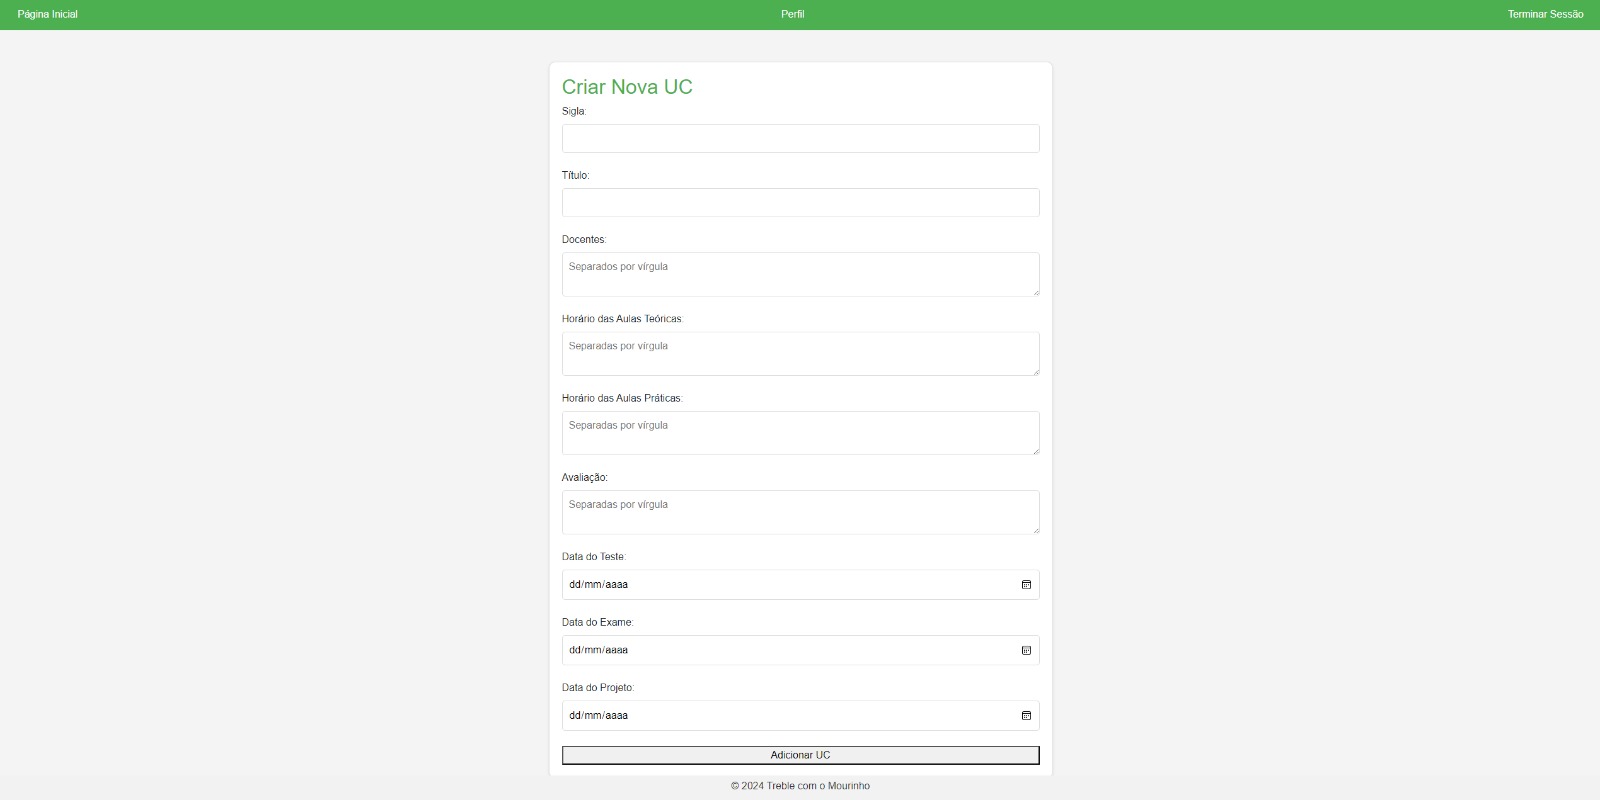 Página Inicial
Perfil
Terminar Sessão
Criar Nova UC
Sigla:
Título:
Docentes:
Separados por vírgula
Horário das Aulas Teóricas:
Separadas por vírgula
Horário das Aulas Práticas:
Separadas por vírgula
Avaliação:
Separadas por vírgula
Data do Teste:
dd/mm/aaaa
Data do Exame:
dd/mm/aaaa
Data do Projeto:
dd/mm/aaaa
Adicionar UC
© 2024 Treble com o Mourinho